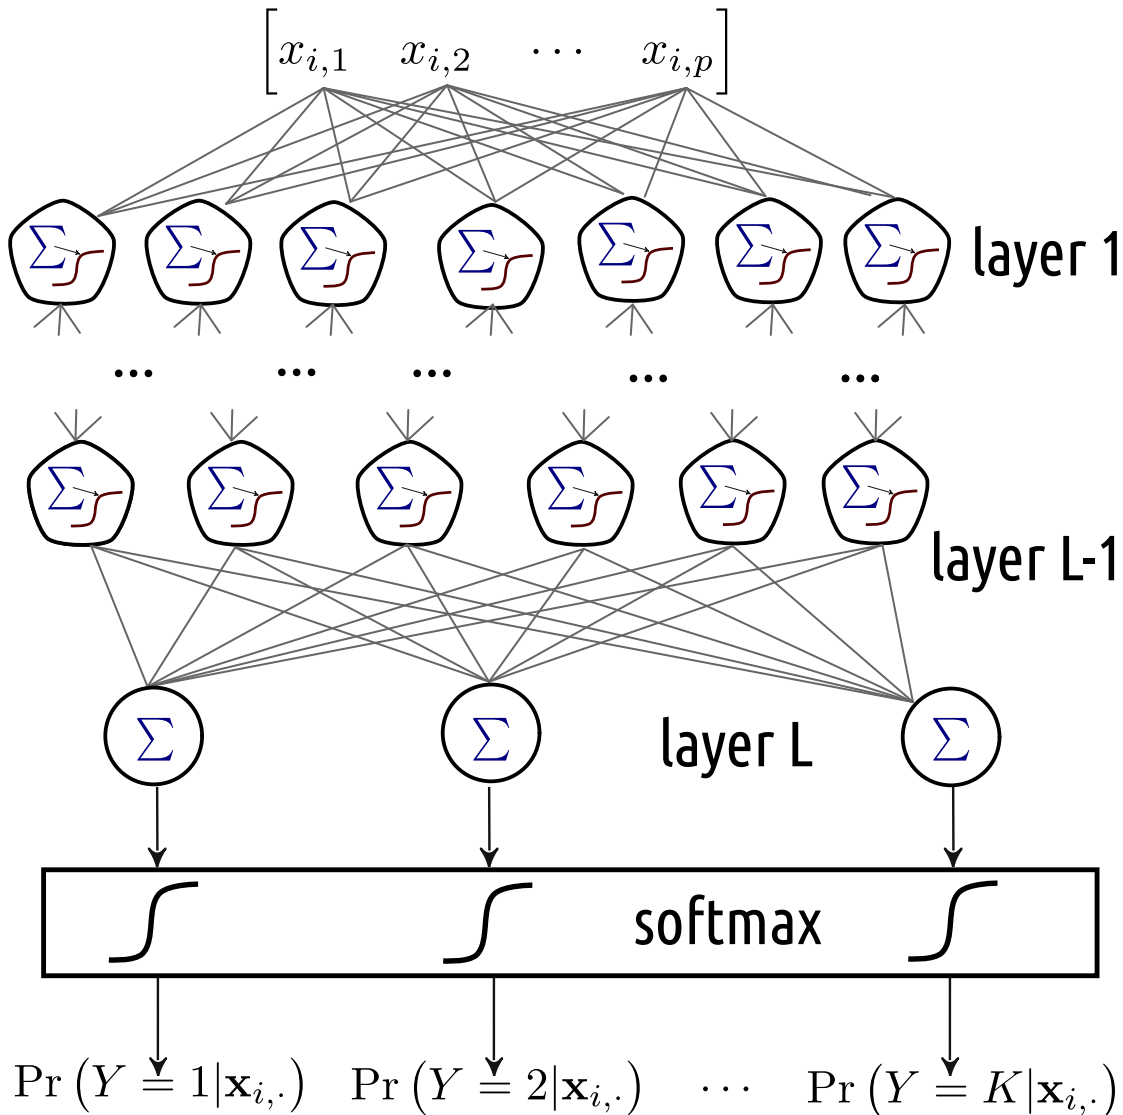 [x_{i,1} x_{i,2} ⋯ x_{i,p}]
Σ Σ Σ Σ Σ Σ Σ layer 1
... ... ... ... ...
Σ Σ Σ Σ Σ Σ
layer L-1
Σ Σ layer L Σ
softmax
Pr(Y = 1|𝐱_{i,·}) Pr(Y = 2|𝐱_{i,·}) ⋯ Pr(Y = K|𝐱_{i,·})